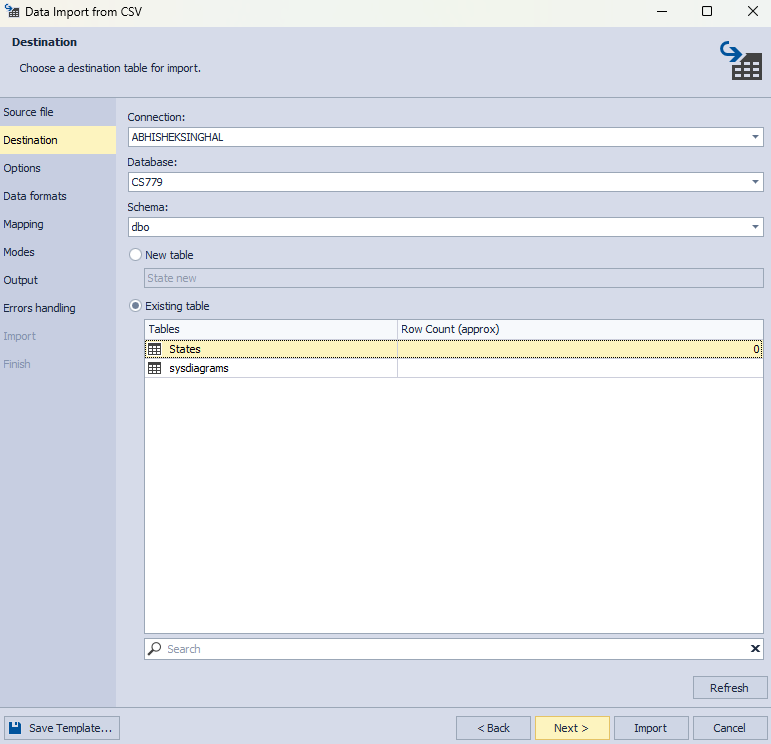 Data Import from CSV
Destination
Choose a destination table for import.
Source file
Destination
Options
Data formats
Mapping
Modes
Output
Errors handling
Import
Finish
Connection:
ABHISHEKSINGHAL
Database:
CS779
Schema:
dbo
New table
State new
Existing table
Tables Row Count (approx)
States 0
sysdiagrams
Search
Refresh
Save Template... < Back Next > Import Cancel